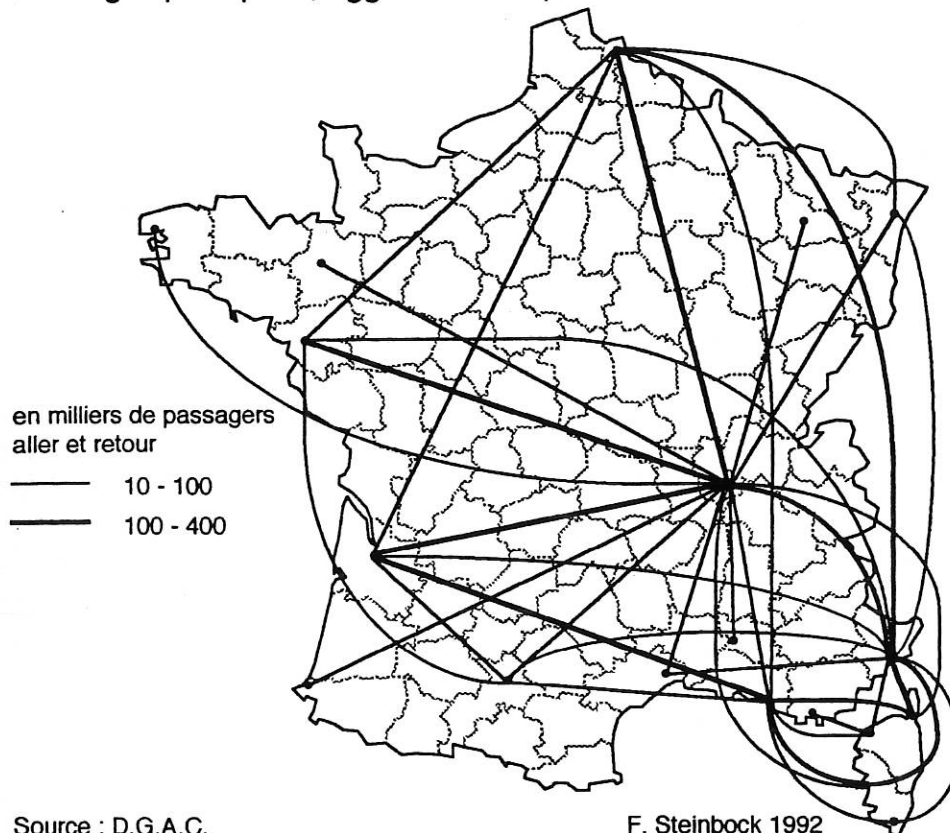 en milliers de passagers
aller et retour
10 - 100
100 - 400
Source : D.G.A.C.
F. Steinbock 1992